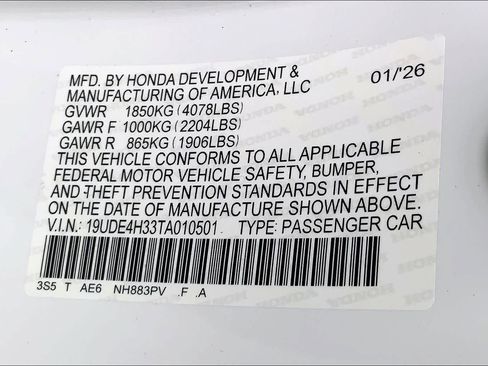 MFD. BY HONDA DEVELOPMENT & 01/'26
MANUFACTURING OF AMERICA, LLC
GVWR 1850KG (4078LBS)
GAWR F 1000KG (2204LBS)
GAWR R 865KG (1906LBS)
THIS VEHICLE CONFORMS TO ALL APPLICABLE
FEDERAL MOTOR VEHICLE SAFETY, BUMPER,
AND THEFT PREVENTION STANDARDS IN EFFECT
ON THE DATE OF MANUFACTURE SHOWN ABOVE.
V.I.N.: 19UDE4H33TA010501 TYPE: PASSENGER CAR
3S5 T AE6 NH883PV .F .A